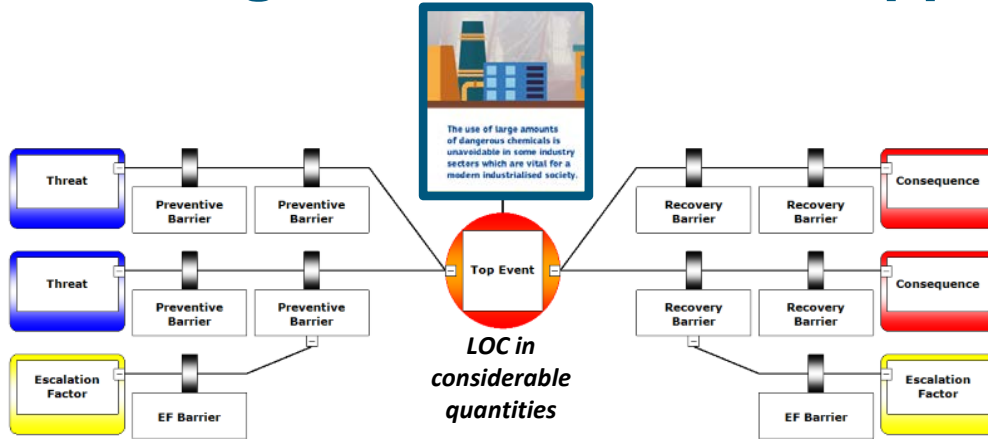 The use of large amounts
of dangerous chemicals is
unavoidable in some industry
sectors which are vital for a
modern industrialised society.
Threat
Preventive
Barrier
Preventive
Barrier
Recovery
Barrier
Recovery
Barrier
Consequence
Top Event
Threat
Preventive
Barrier
Preventive
Barrier
Recovery
Barrier
Recovery
Barrier
Consequence
LOC in
considerable
quantities
Escalation
Factor
EF Barrier
EF Barrier
Escalation
Factor